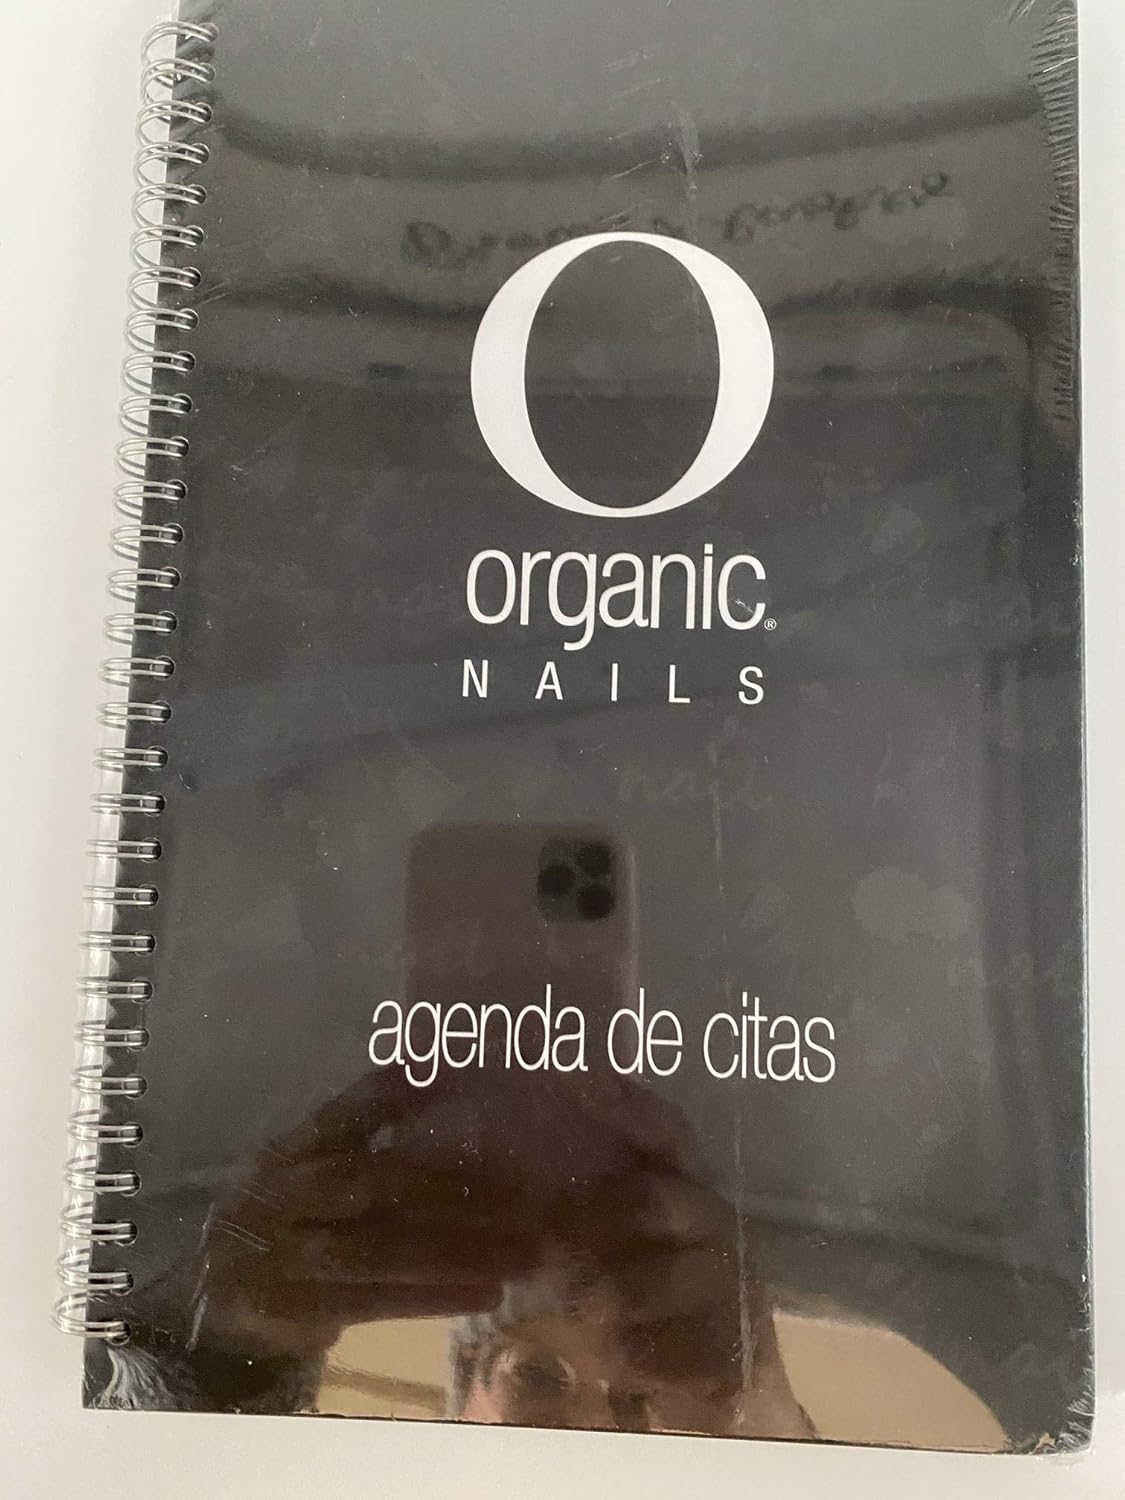 O
organic®
NAILS
agenda de citas